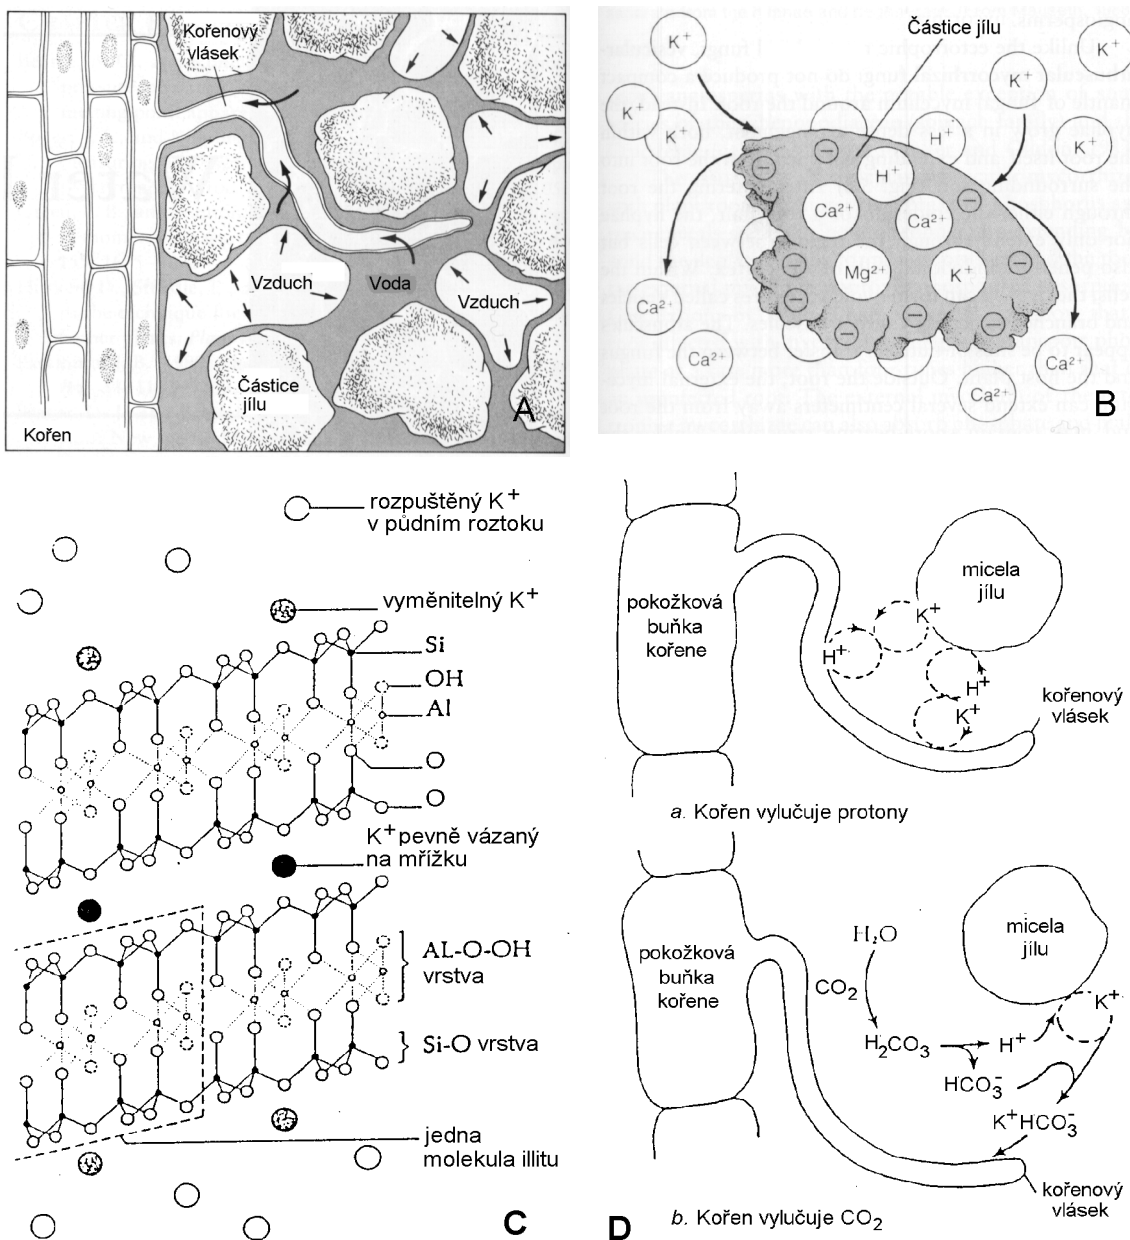 Kořenový
vlásek
Vzduch
Voda
Vzduch
Částice
jílu
Kořen
A
Částice jílu
K+
K+
K+
K+
K+
K+
K+
H+
H+
Ca2+
Ca2+
Mg2+
K+
Ca2+
Ca2+
Ca2+
Ca2+
B
rozpuštěný K+
v půdním roztoku
vyměnitelný K+
Si
OH
Al
O
O
K+ pevně vázaný
na mřížku
AL-O-OH
vrstva
Si-O vrstva
jedna
molekula illitu
C
pokožková
buňka
kořene
micela
jílu
K+
H+
H+
K+
kořenový
vlásek
a. Kořen vylučuje protony
pokožková
buňka
kořene
micela
jílu
H2O
CO2
K+
H2CO3
H+
HCO3-
K+HCO3-
kořenový
vlásek
D
b. Kořen vylučuje CO2